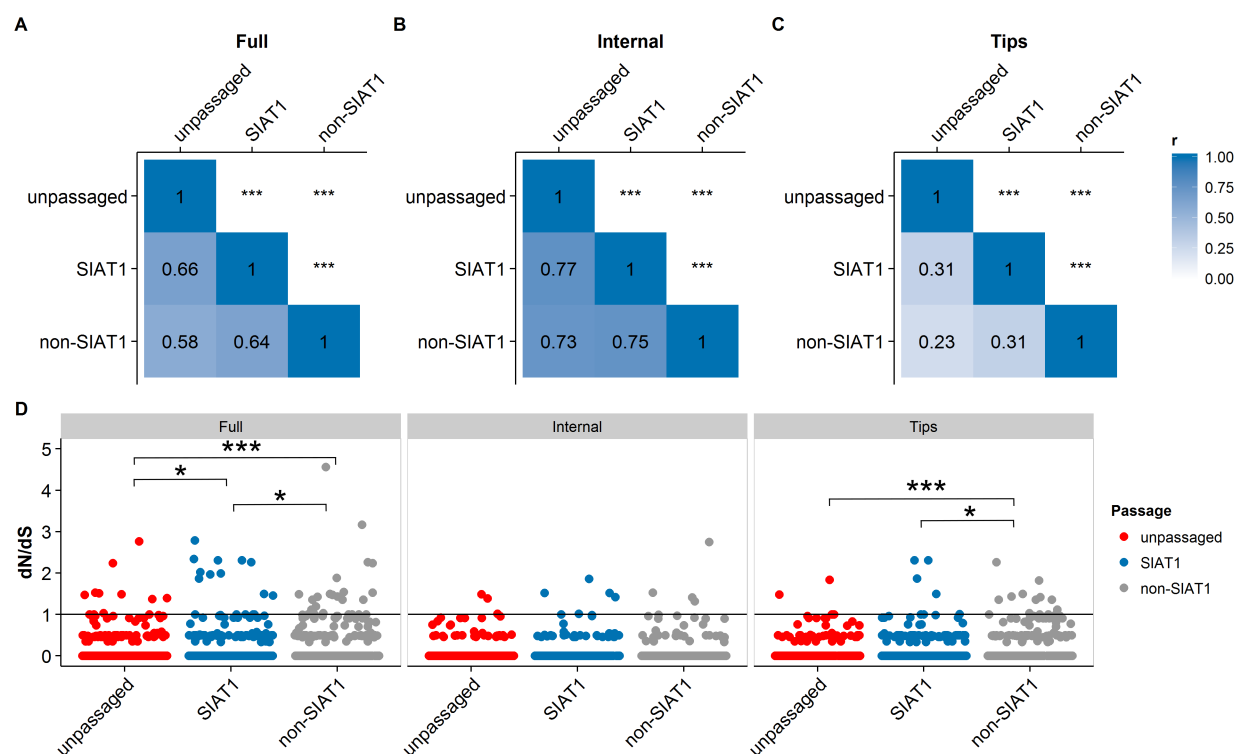 A
B
C
Full
Internal
Tips
unpassaged
SIAT1
non-SIAT1
unpassaged
SIAT1
non-SIAT1
unpassaged
SIAT1
non-SIAT1
r
unpassaged
1
***
***
unpassaged
1
***
***
unpassaged
1
***
***
1.00
0.75
0.50
0.25
0.00
SIAT1
0.66
1
***
SIAT1
0.77
1
***
SIAT1
0.31
1
***
non-SIAT1
0.58
0.64
1
non-SIAT1
0.73
0.75
1
non-SIAT1
0.23
0.31
1
D
Full
Internal
Tips
dN/dS
5
4
3
2
1
0
***
*
*
***
*
Passage
unpassaged
SIAT1
non-SIAT1
unpassaged
SIAT1
non-SIAT1
unpassaged
SIAT1
non-SIAT1
unpassaged
SIAT1
non-SIAT1